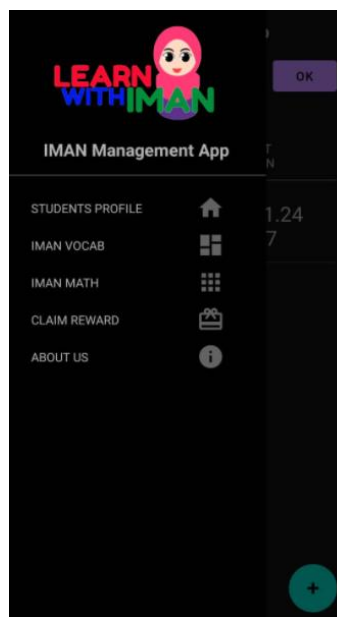 LEARN
WITH IMAN
IMAN Management App
STUDENTS PROFILE
IMAN VOCAB
IMAN MATH
CLAIM REWARD
ABOUT US
OK
T
N
1.24
7
+